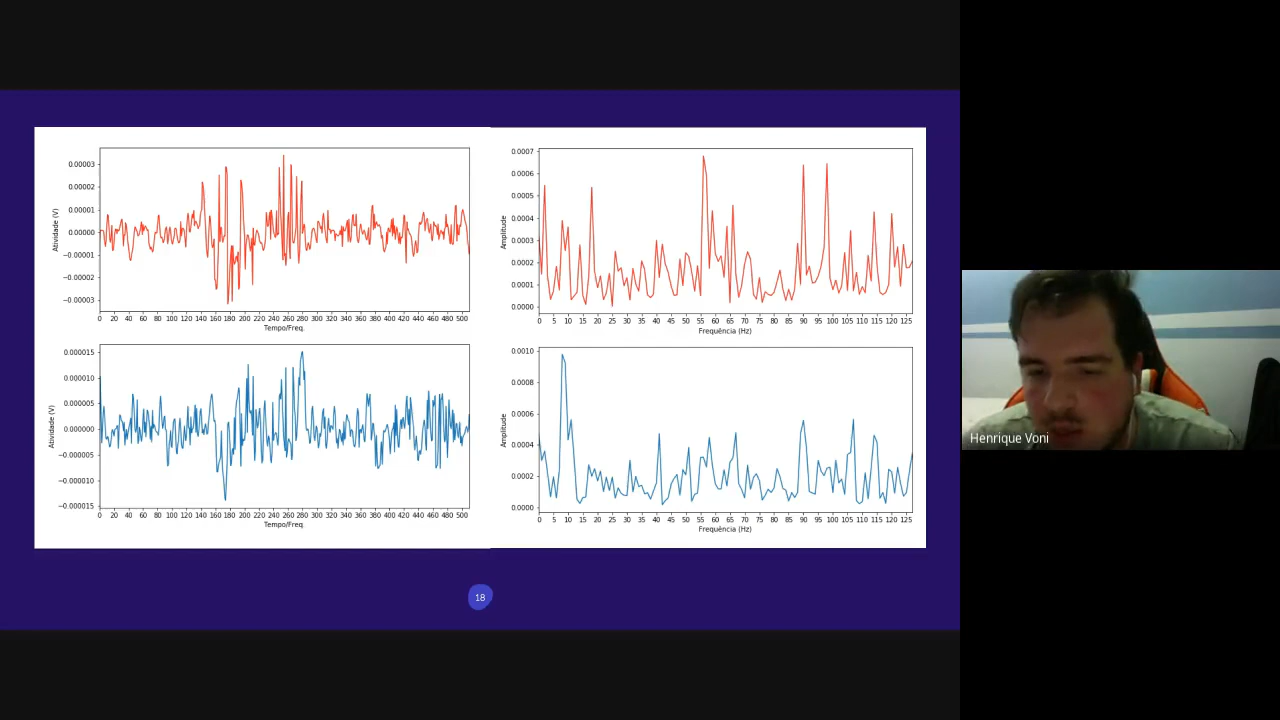 0.00003
0.00002
0.00001
0.00000
−0.00001
−0.00002
−0.00003
Atividade (V)
0 20 40 60 80 100 120 140 160 180 200 220 240 260 280 300 320 340 360 380 400 420 440 460 480 500
Tempo/Freq.
0.0007
0.0006
0.0005
0.0004
0.0003
0.0002
0.0001
0.0000
Amplitude
0 5 10 15 20 25 30 35 40 45 50 55 60 65 70 75 80 85 90 95 100 105 110 115 120 125
Frequência (Hz)
0.000015
0.000010
0.000005
0.000000
−0.000005
−0.000010
−0.000015
Atividade (V)
0 20 40 60 80 100 120 140 160 180 200 220 240 260 280 300 320 340 360 380 400 420 440 460 480 500
Tempo/Freq.
0.0010
0.0008
0.0006
0.0004
0.0002
0.0000
Amplitude
0 5 10 15 20 25 30 35 40 45 50 55 60 65 70 75 80 85 90 95 100 105 110 115 120 125
Frequência (Hz)
18
Henrique Voni